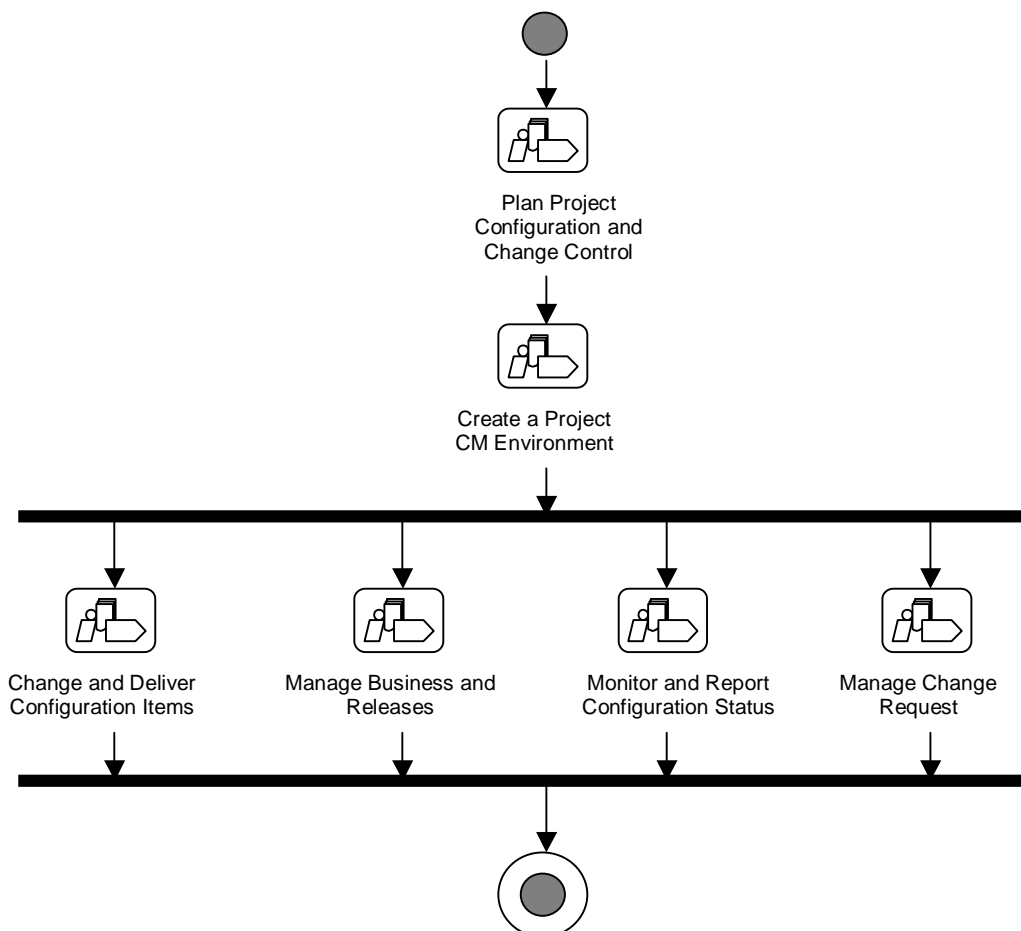 Plan Project
Configuration and
Change Control
Create a Project
CM Environment
Change and Deliver
Configuration Items
Manage Business and
Releases
Monitor and Report
Configuration Status
Manage Change
Request